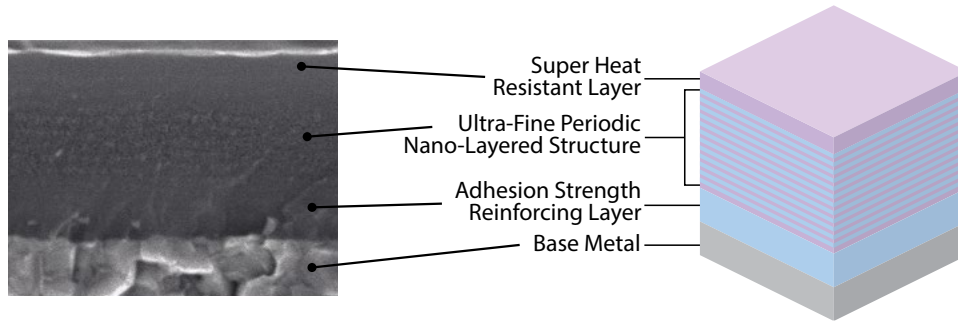 Super Heat
Resistant Layer
Ultra-Fine Periodic
Nano-Layered Structure
Adhesion Strength
Reinforcing Layer
Base Metal